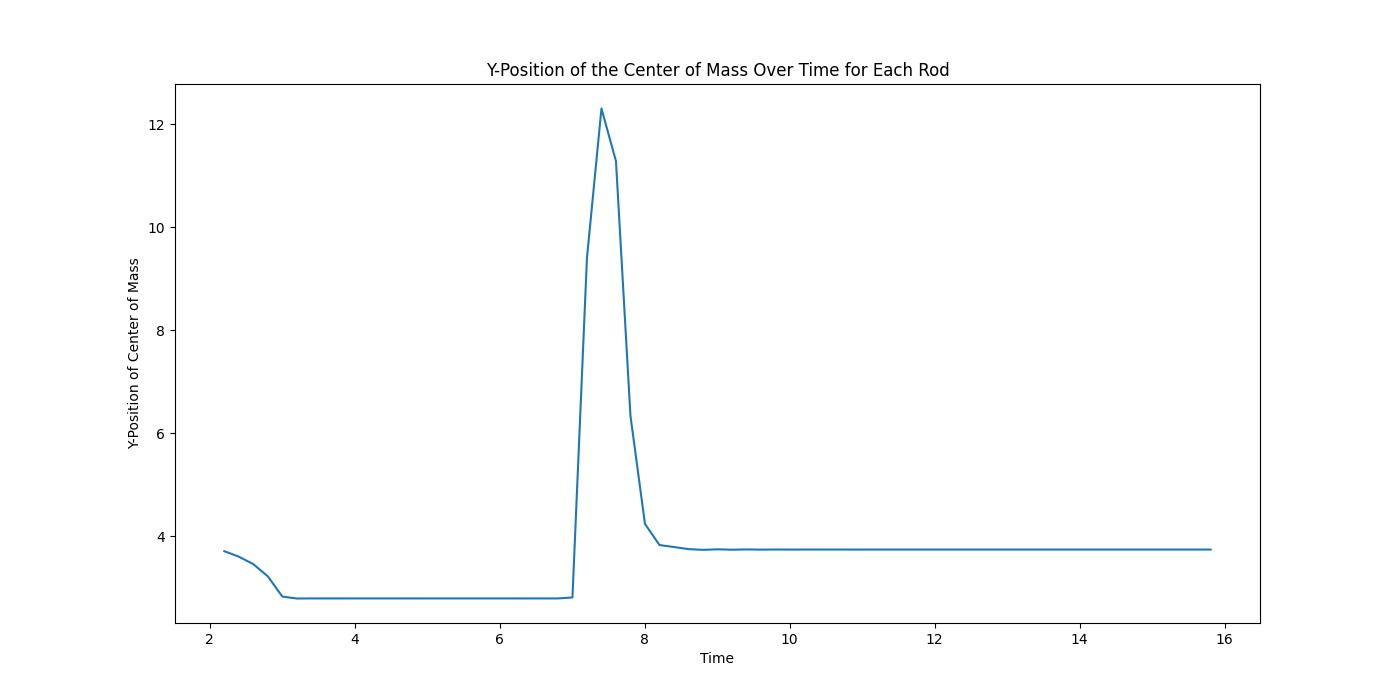 Y-Position of the Center of Mass Over Time for Each Rod
Y-Position of Center of Mass
12
10
8
6
4
2 4 6 8 10 12 14 16
Time